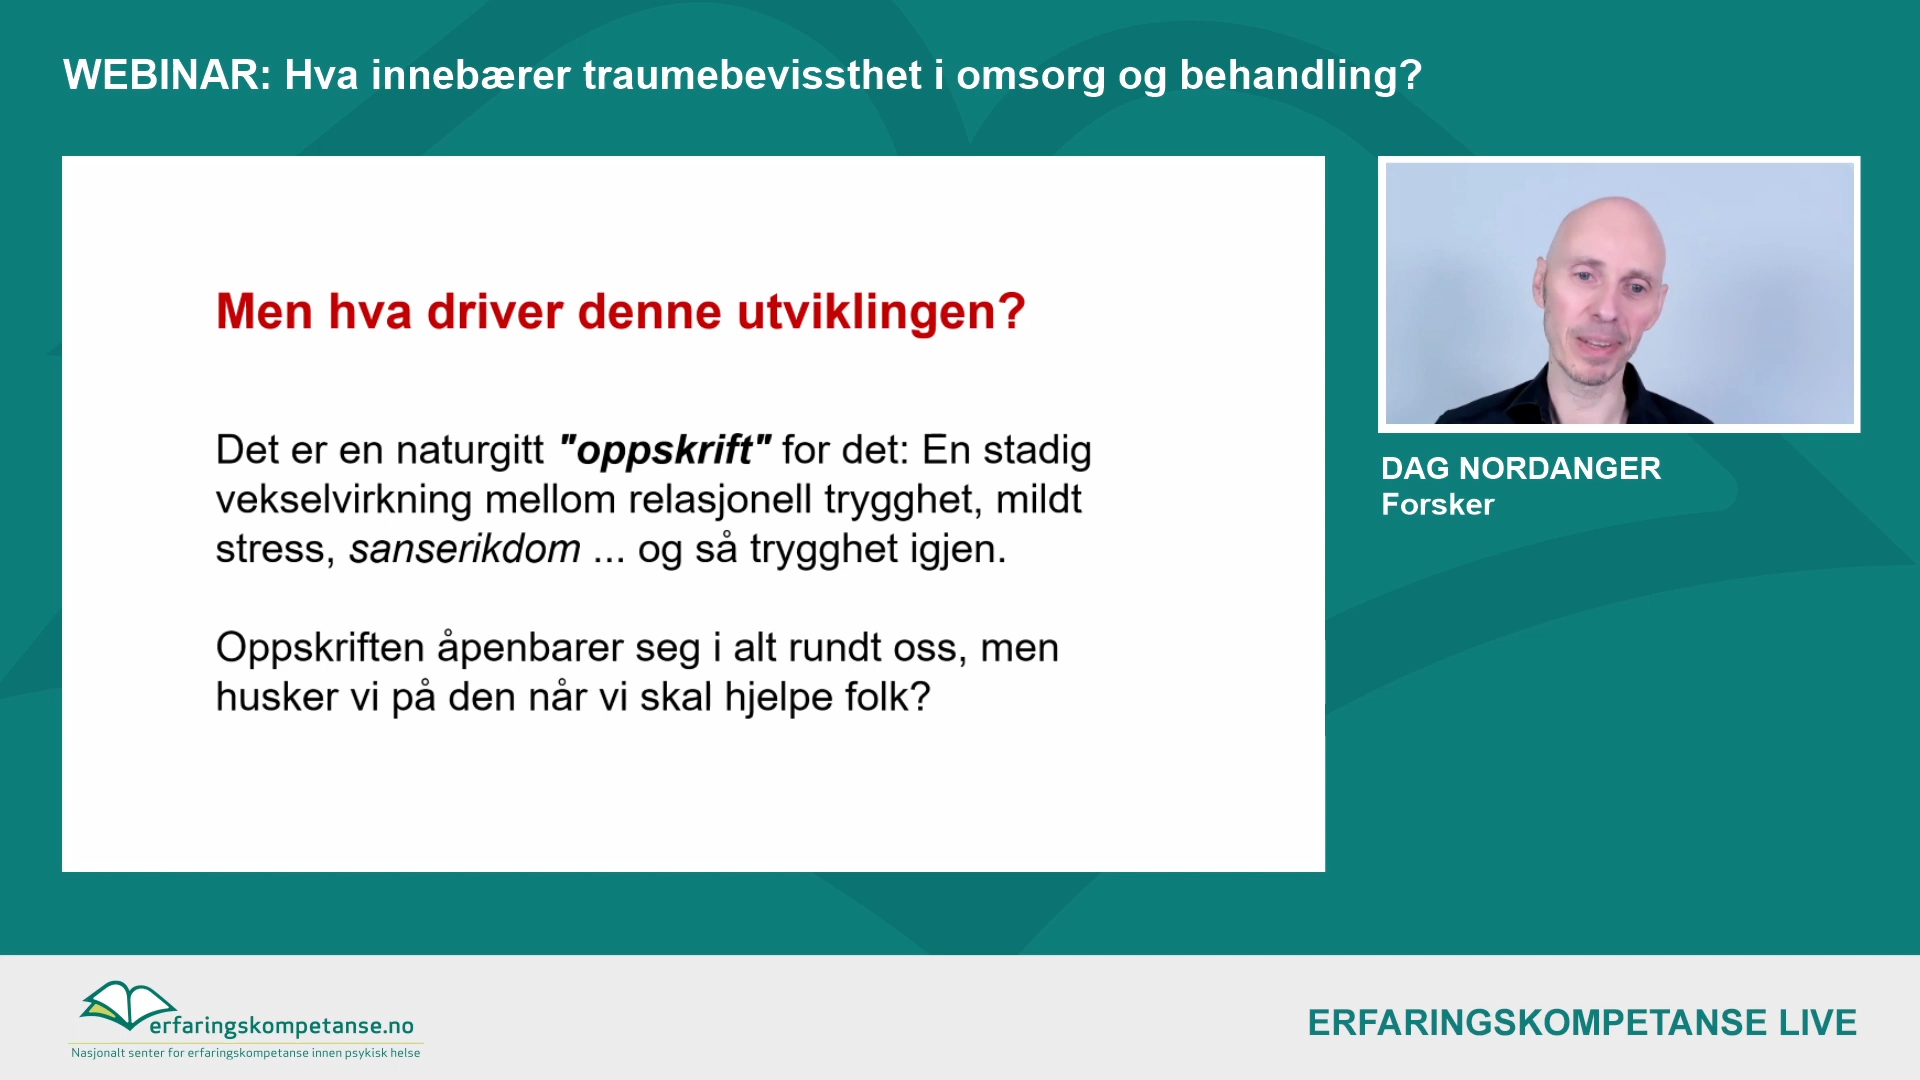 WEBINAR: Hva innebærer traumebevissthet i omsorg og behandling?
Men hva driver denne utviklingen?
Det er en naturgitt "oppskrift" for det: En stadig
vekselvirkning mellom relasjonell trygghet, mildt
stress, sanserikdom ... og så trygghet igjen.
Oppskriften åpenbarer seg i alt rundt oss, men
husker vi på den når vi skal hjelpe folk?
DAG NORDANGER
Forsker
erfaringskompetanse.no
Nasjonalt senter for erfaringskompetanse innen psykisk helse
ERFARINGSKOMPETANSE LIVE